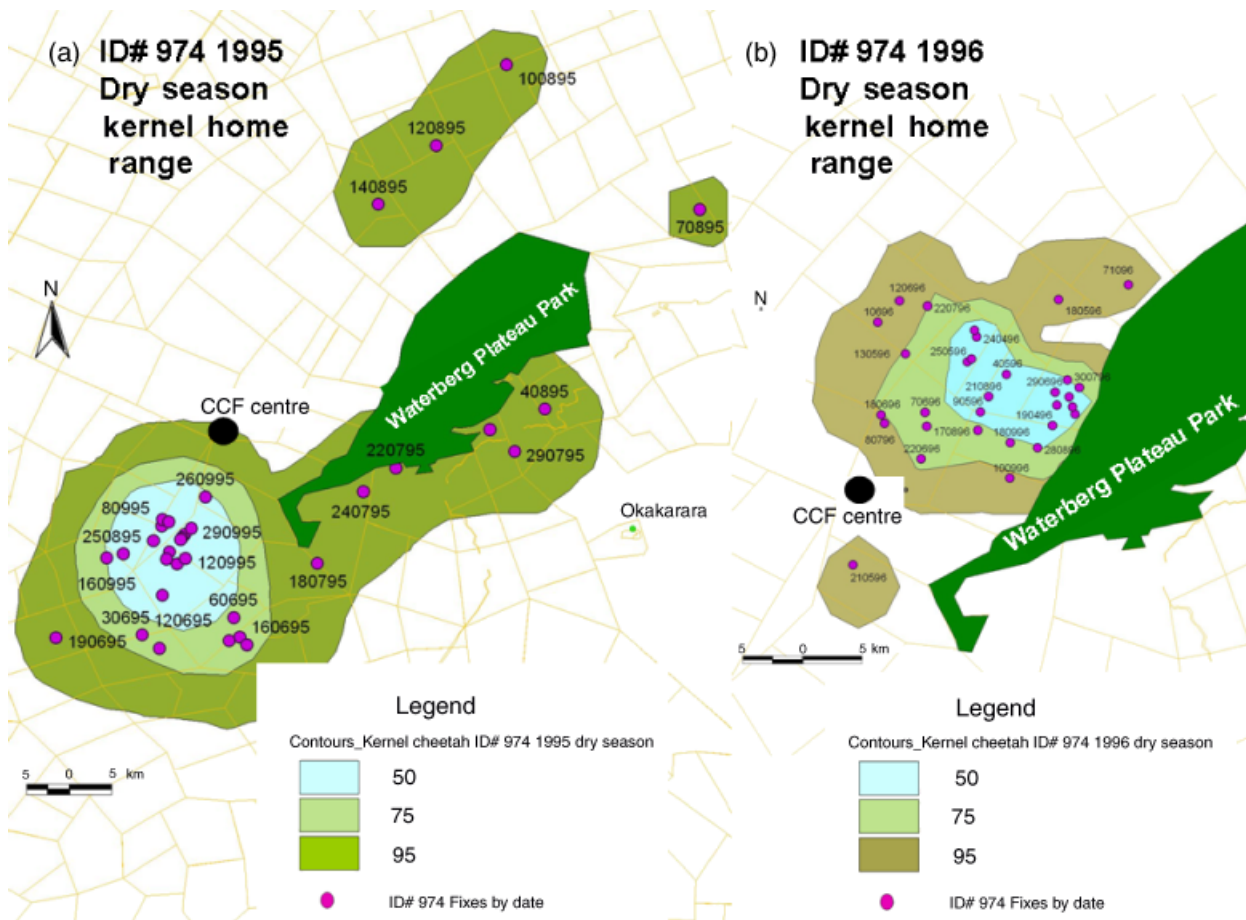 (a) ID# 974 1995
Dry season
kernel home
range
100895
120895
140895
70895
N
Waterberg Plateau Park
CCF centre
40895
220795
290795
260995
240795
80995
290995
Okakarara
250895
120995
180795
160995
60695
30695
120695
160695
190695
Legend
Contours_Kernel cheetah ID# 974 1995 dry season
50
75
95
ID# 974 Fixes by date
5 0 5 km
(b) ID# 974 1996
Dry season
kernel home
range
N
71096
120696
180596
10696
220796
240496
130596
250596
40596
290696
300796
210896
180696
70696
90596
190496
80796
170896
180996
220696
280896
100996
CCF centre
Waterberg Plateau Park
210596
5 0 5 km
Legend
Contours_Kernel cheetah ID# 974 1996 dry season
50
75
95
ID# 974 Fixes by date